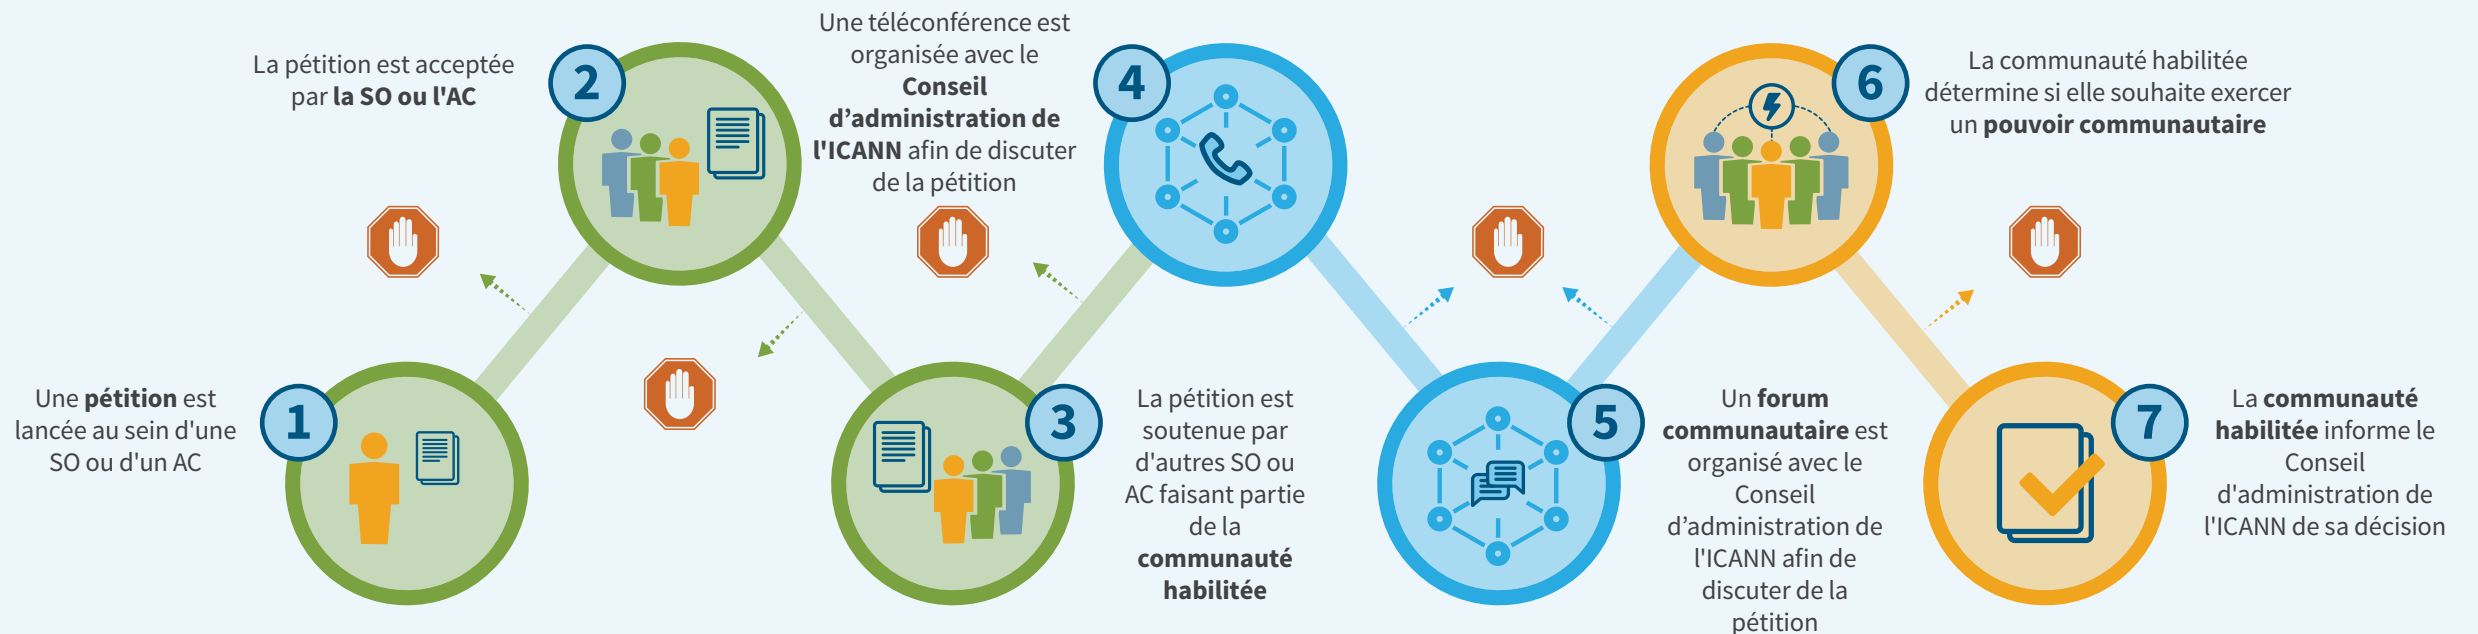 1
Une pétition est
lancée au sein d'une
SO ou d'un AC
2
La pétition est acceptée
par la SO ou l'AC
3
La pétition est
soutenue par
d'autres SO ou
AC faisant partie
de la
communauté
habilitée
4
Une téléconférence est
organisée avec le
Conseil
d’administration de
l'ICANN afin de discuter
de la pétition
5
Un forum
communautaire est
organisé avec le
Conseil
d’administration de
l'ICANN afin de
discuter de la
pétition
6
La communauté habilitée
détermine si elle souhaite exercer
un pouvoir communautaire
7
La communauté
habilitée informe le
Conseil
d'administration de
l'ICANN de sa décision